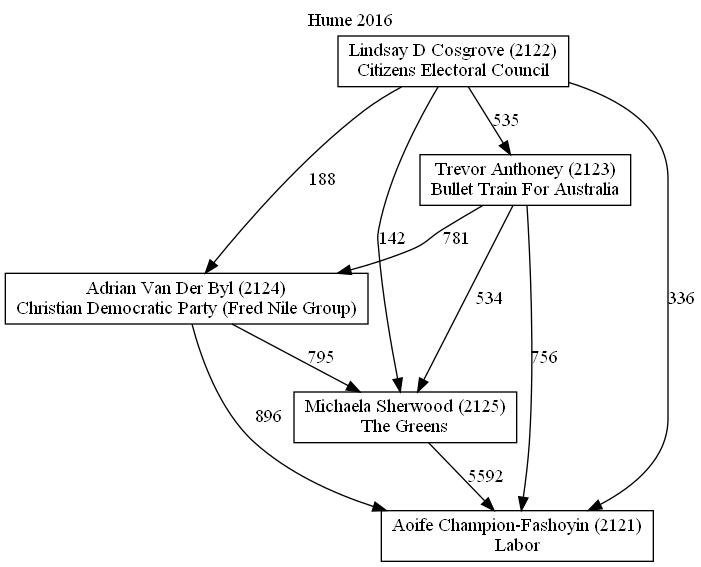 Hume 2016
Lindsay D Cosgrove (2122)
Citizens Electoral Council
535
Trevor Anthoney (2123)
Bullet Train For Australia
188
142
781
336
Adrian Van Der Byl (2124)
Christian Democratic Party (Fred Nile Group)
534
756
795
Michaela Sherwood (2125)
The Greens
896
5592
Aoife Champion-Fashoyin (2121)
Labor